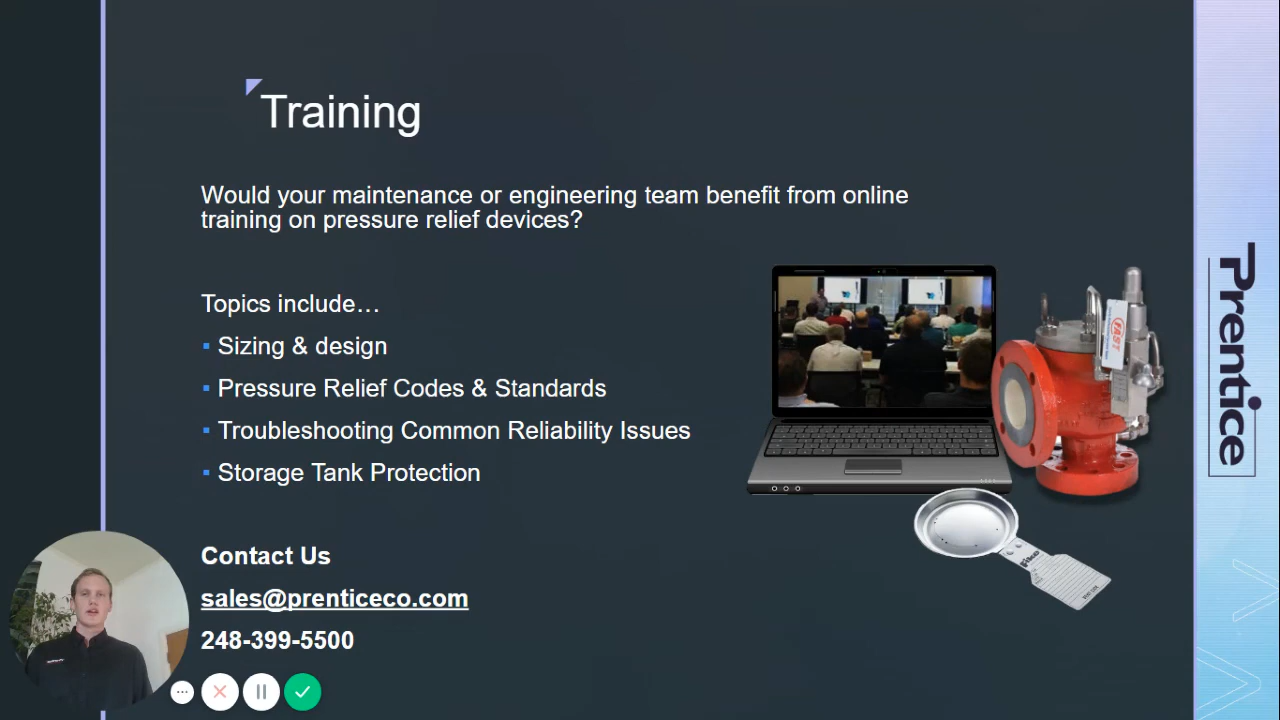 Training
Would your maintenance or engineering team benefit from online
training on pressure relief devices?
Topics include…
Sizing & design
Pressure Relief Codes & Standards
Troubleshooting Common Reliability Issues
Storage Tank Protection
Contact Us
sales@prenticeco.com
248-399-5500
Prentice
FAST
Fike